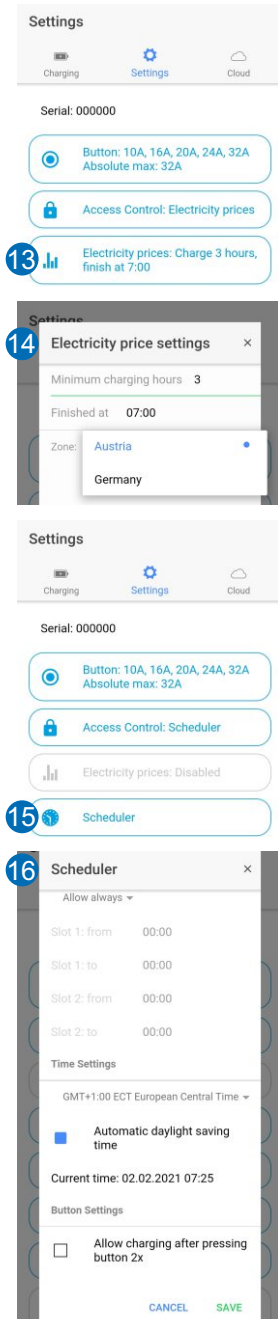 Settings
Charging
Settings
Cloud
Serial: 000000
Button: 10A, 16A, 20A, 24A, 32A
Absolute max: 32A
Access Control: Electricity prices
13
Electricity prices: Charge 3 hours,
finish at 7:00
Settings
14
Electricity price settings ×
Minimum charging hours 3
Finished at 07:00
Zone: Austria
Germany
Settings
Charging
Settings
Cloud
Serial: 000000
Button: 10A, 16A, 20A, 24A, 32A
Absolute max: 32A
Access Control: Scheduler
Electricity prices: Disabled
15
Scheduler
16
Scheduler ×
Allow always
Slot 1: from 00:00
Slot 1: to 00:00
Slot 2: from 00:00
Slot 2: to 00:00
Time Settings
GMT+1:00 ECT European Central Time
Automatic daylight saving
time
Current time: 02.02.2021 07:25
Button Settings
Allow charging after pressing
button 2x
CANCEL SAVE